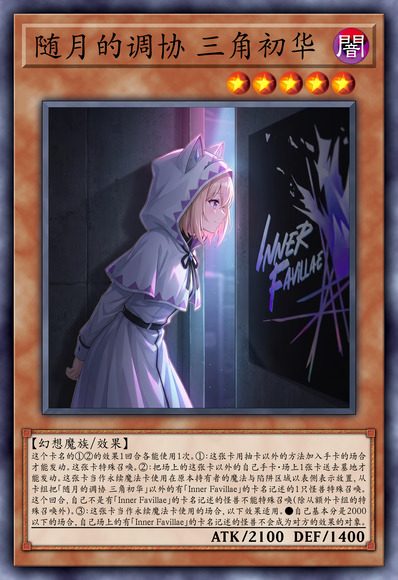 随月的调协 三角初华
闇
INNER
FAVILLAE
【幻想魔族/效果】
这个卡名的①②的效果1回合各能使用1次。①：这张卡用抽卡以外的方法加入手卡的场合
才能发动。这张卡特殊召唤。②：把场上的这张卡以外的自己手卡·场上1张卡送去墓地才
能发动。这张卡当作永续魔法卡使用在原本持有者的魔法与陷阱区域以表侧表示放置，从
卡组把「随月的调协 三角初华」以外的有「Inner Favillae」的卡名记述的1只怪兽特殊召唤。
这个回合，自己不是有「Inner Favillae」的卡名记述的怪兽不能特殊召唤（除从额外卡组的特
殊召唤外）。③：这张卡当作永续魔法卡使用的场合，以下效果适用。●自己基本分是2000
以下的场合，自己场上的有「Inner Favillae」的卡名记述的怪兽不会成为对方的效果的对象。
ATK/2100 DEF/1400